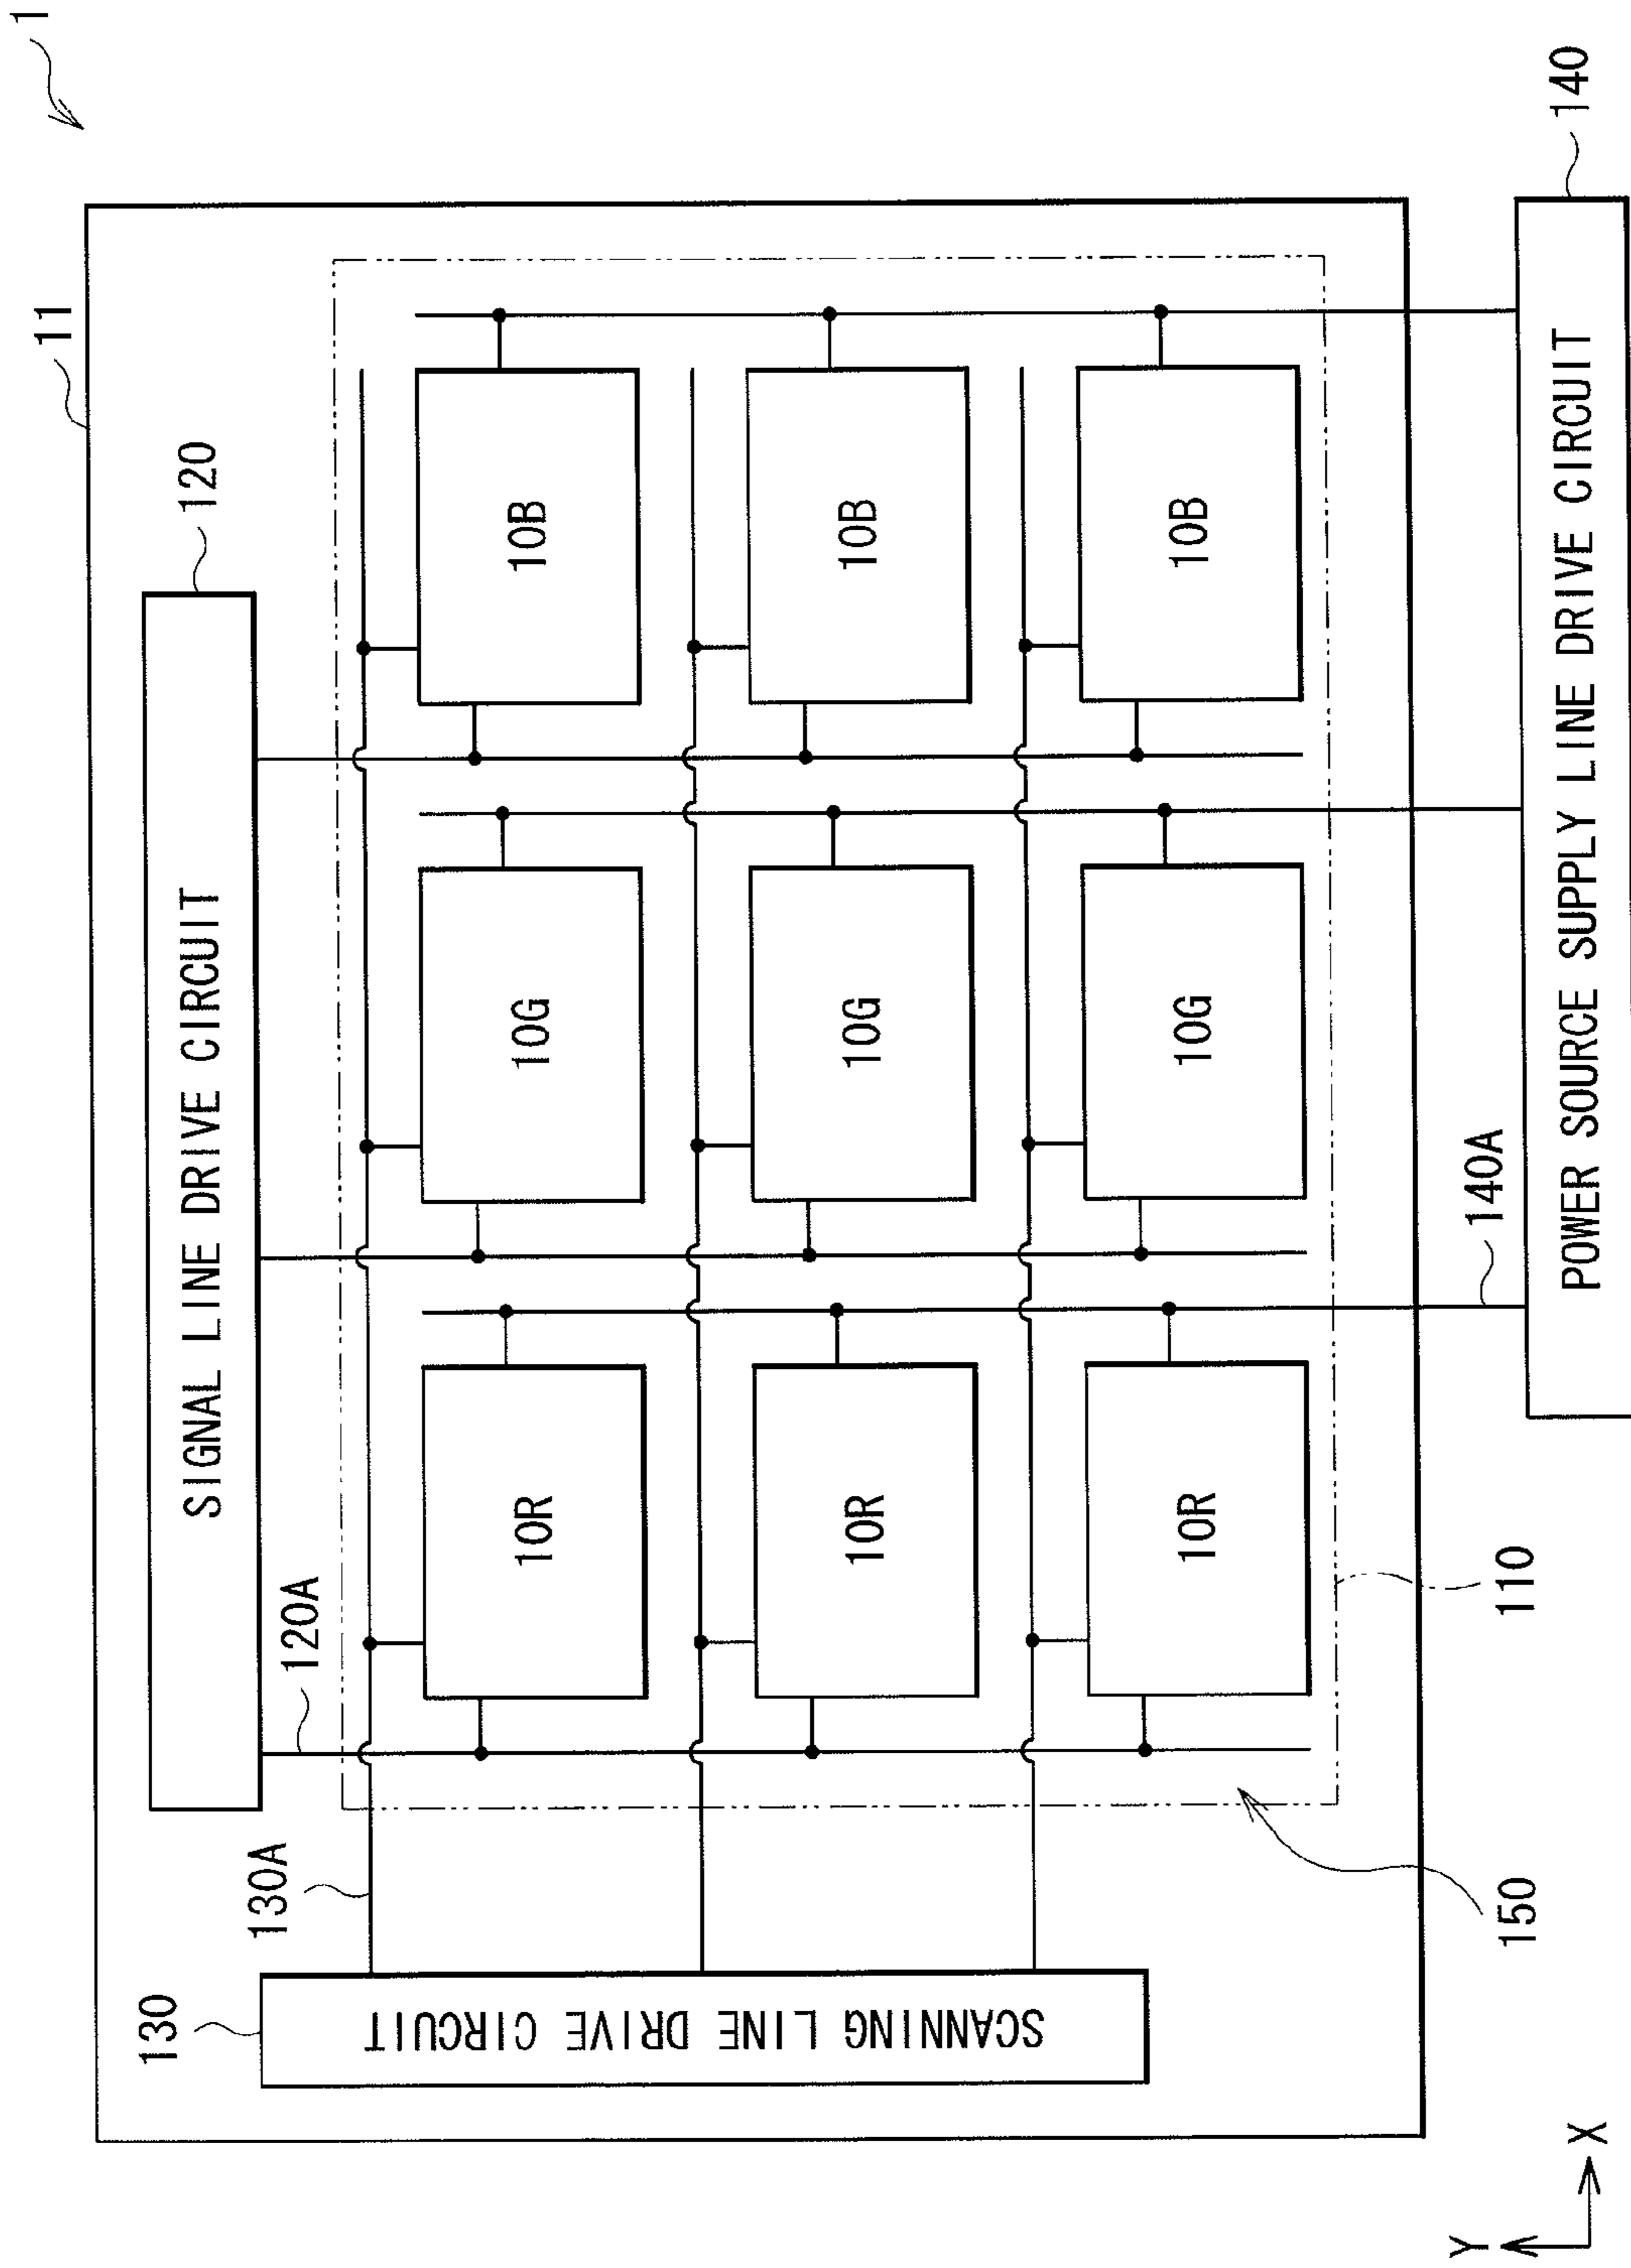 1
11
120
SIGNAL LINE DRIVE CIRCUIT
120A
130A
130
SCANNING LINE DRIVE CIRCUIT
10R
10G
10B
10R
10G
10B
10R
10G
10B
150
110
140A
140
POWER SOURCE SUPPLY LINE DRIVE CIRCUIT
Y
X